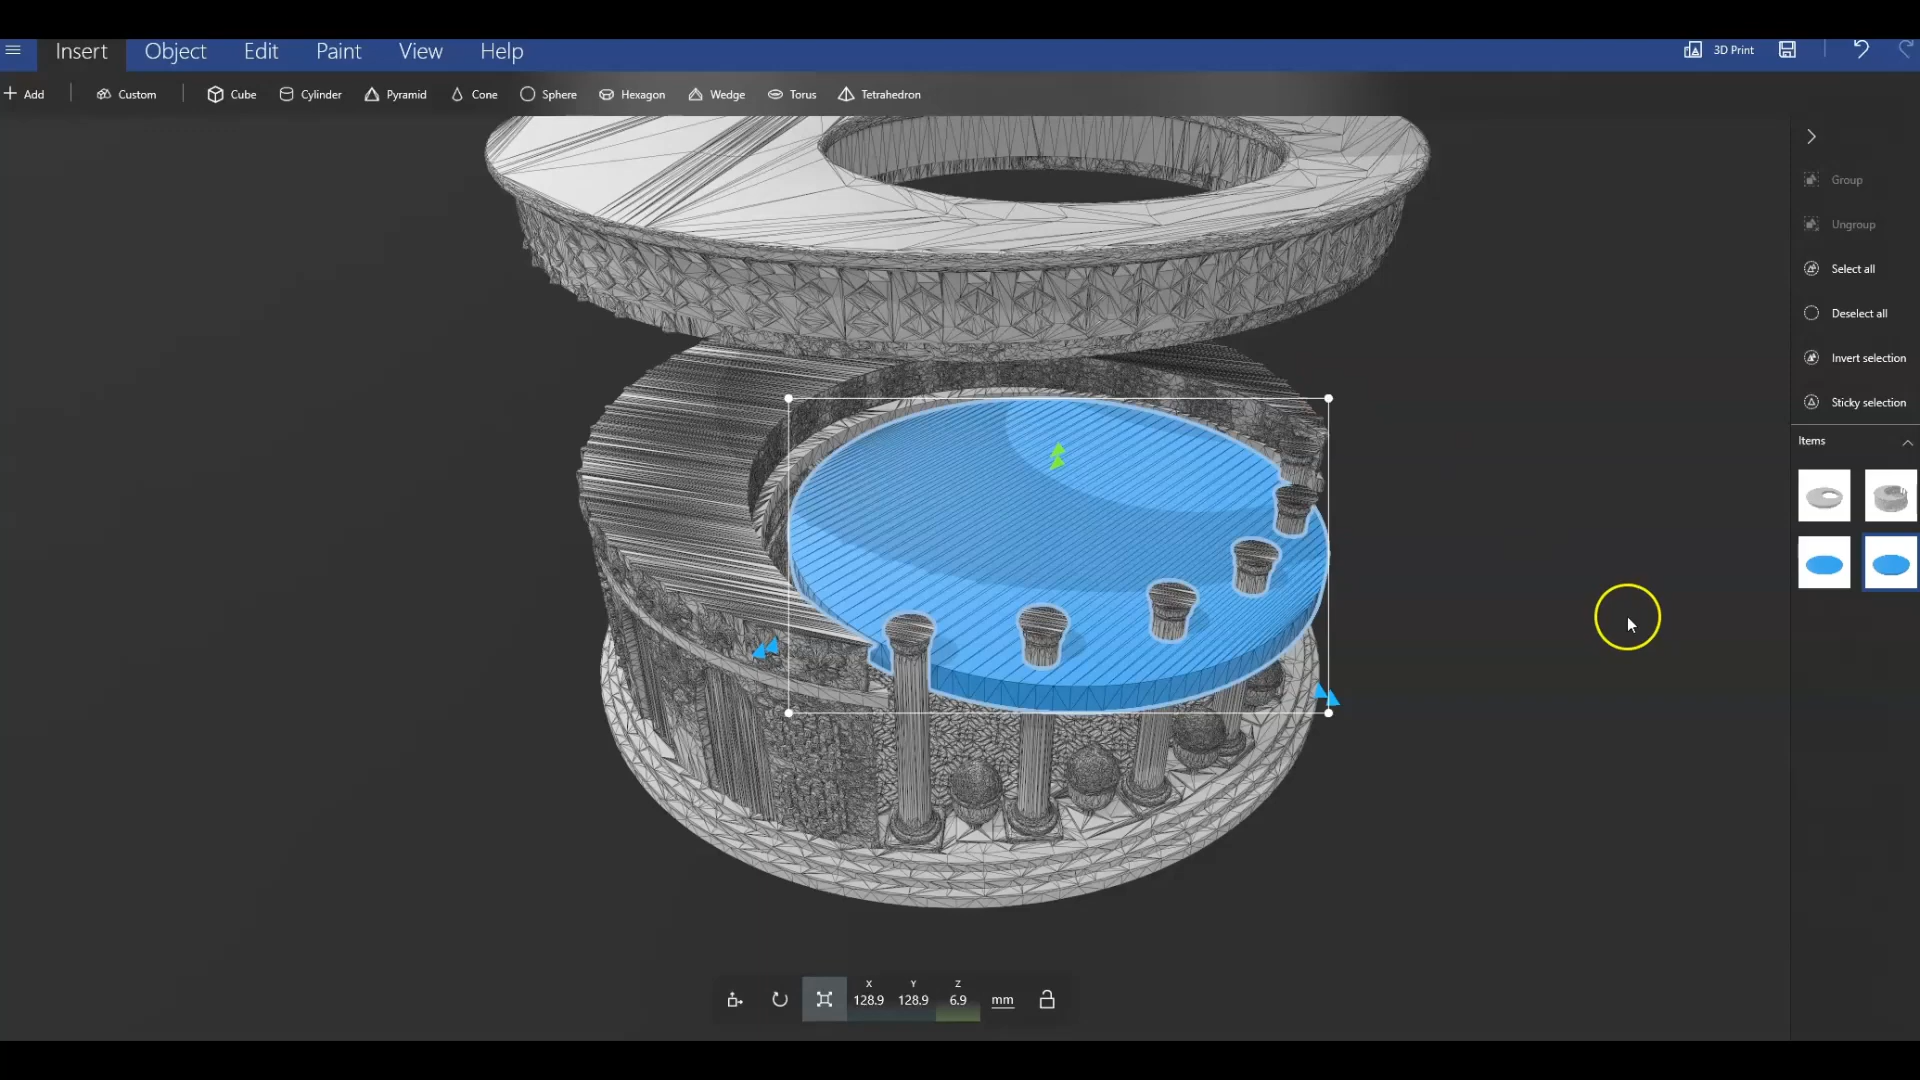 Insert Object Edit Paint View Help 3D Print
Add Custom Cube Cylinder Pyramid Cone Sphere Hexagon Wedge Torus Tetrahedron
Group
Ungroup
Select all
Deselect all
Invert selection
Sticky selection
Items
X Y Z
128.9 128.9 6.9 mm